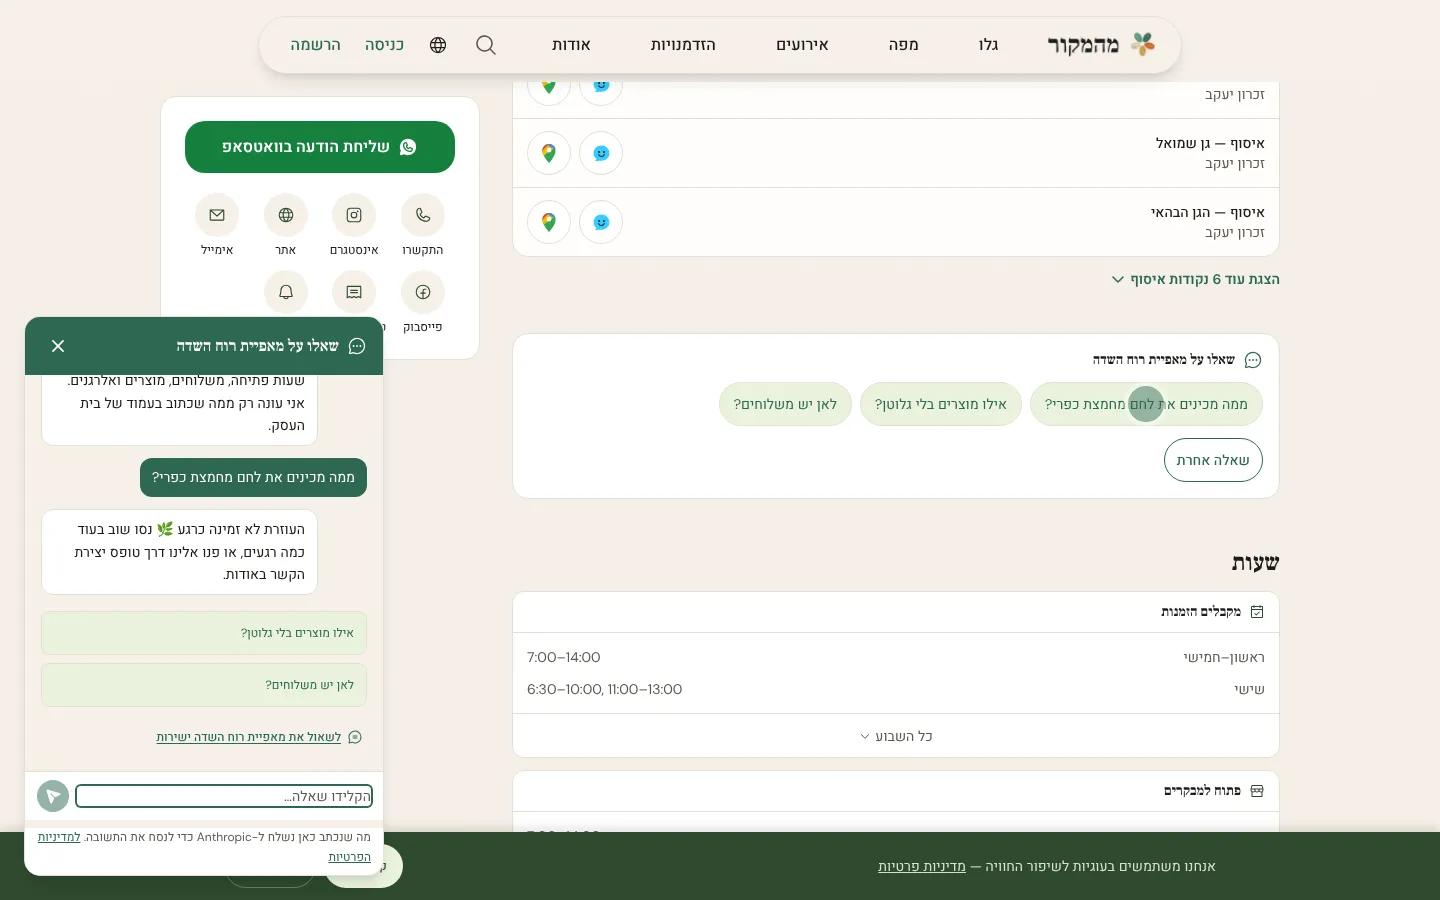 מהמקור
גלו
מפה
אירועים
הזדמנויות
אודות
כניסה
הרשמה
זכרון יעקב
איסוף — גן שמואל
זכרון יעקב
איסוף — הגן הבהאי
זכרון יעקב
הצגת עוד 6 נקודות איסוף
שאלו על מאפיית רוח השדה
ממה מכינים את לחם מחמצת כפרי?
אילו מוצרים בלי גלוטן?
לאן יש משלוחים?
שאלה אחרת
שעות
מקבלים הזמנות
ראשון–חמישי
7:00–14:00
שישי
6:30–10:00, 11:00–13:00
כל השבוע
פתוח למבקרים
שליחת הודעה בוואטסאפ
התקשרו
אינסטגרם
אתר
אימייל
פייסבוק
שאלו על מאפיית רוח השדה
שעות פתיחה, משלוחים, מוצרים ואלרגנים.
אני עונה רק ממה שכתוב בעמוד של בית
העסק.
ממה מכינים את לחם מחמצת כפרי?
העוזרת לא זמינה כרגע 🌿 נסו שוב בעוד
כמה רגעים, או פנו אלינו דרך טופס יצירת
הקשר באודות.
אילו מוצרים בלי גלוטן?
לאן יש משלוחים?
לשאול את מאפיית רוח השדה ישירות
הקלידו שאלה...
מה שנכתב כאן נשלח ל-Anthropic כדי לנסח את התשובה. למדיניות
הפרטיות
אנחנו משתמשים בעוגיות לשיפור החוויה — מדיניות פרטיות